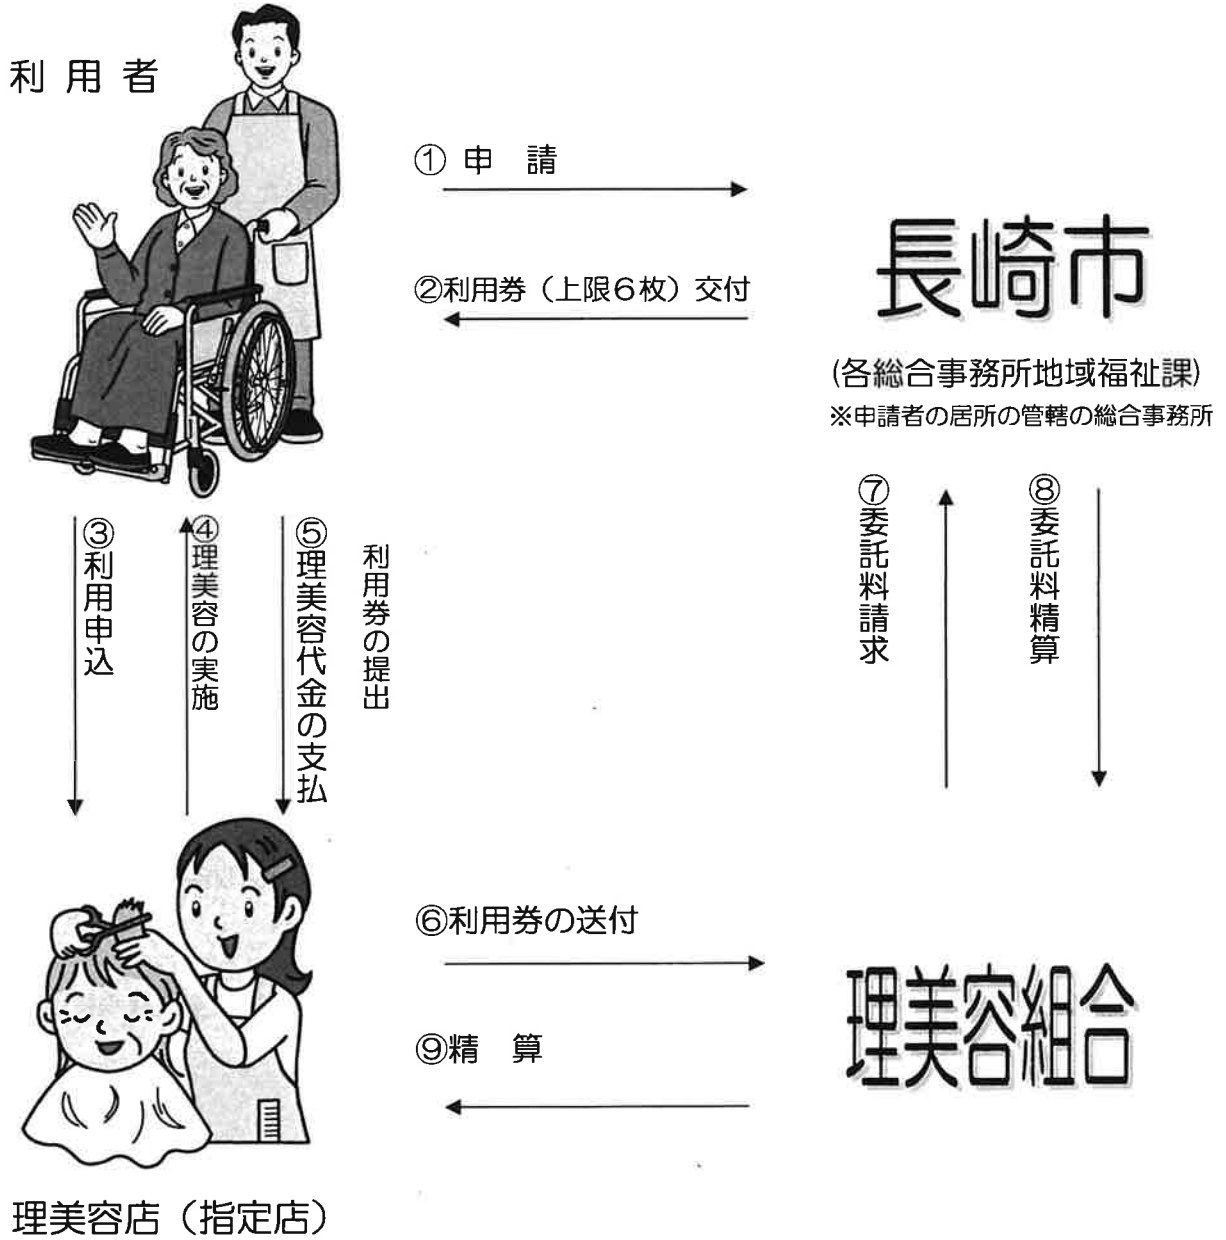 利用者
① 申　請
②利用券（上限６枚）交付
長崎市
(各総合事務所地域福祉課)
※申請者の居所の管轄の総合事務所
③利用申込
④理美容の実施
⑤理美容代金の支払
利用券の提出
⑦委託料請求
⑧委託料精算
⑥利用券の送付
⑨精　算
理美容組合
理美容店（指定店）